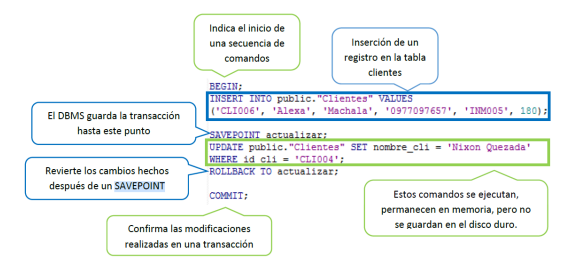 Indica el inicio de
una secuencia de
comandos
Inserción de un
registro en la tabla
clientes
BEGIN;
INSERT INTO public."Clientes" VALUES
('CLI006', 'Alexa', 'Machala', '0977097657', 'INM005', 180);
El DBMS guarda la transacción
hasta este punto
SAVEPOINT actualizar;
UPDATE public."Clientes" SET nombre_cli = 'Nixon Quezada'
WHERE id_cli = 'CLI004';
Revierte los cambios hechos
después de un SAVEPOINT
ROLLBACK TO actualizar;
COMMIT;
Estos comandos se ejecutan,
permanecen en memoria, pero no
se guardan en el disco duro.
Confirma las modificaciones
realizadas en una transacción